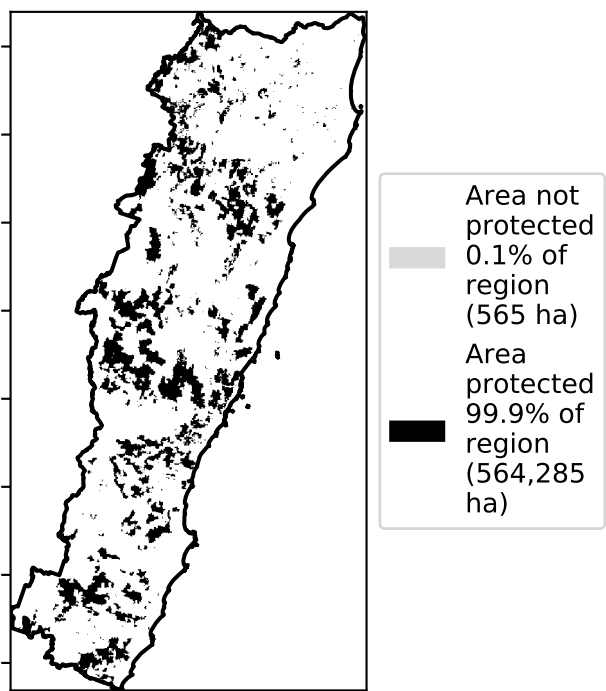 Area not
protected
0.1% of
region
(565 ha)
Area
protected
99.9% of
region
(564,285
ha)